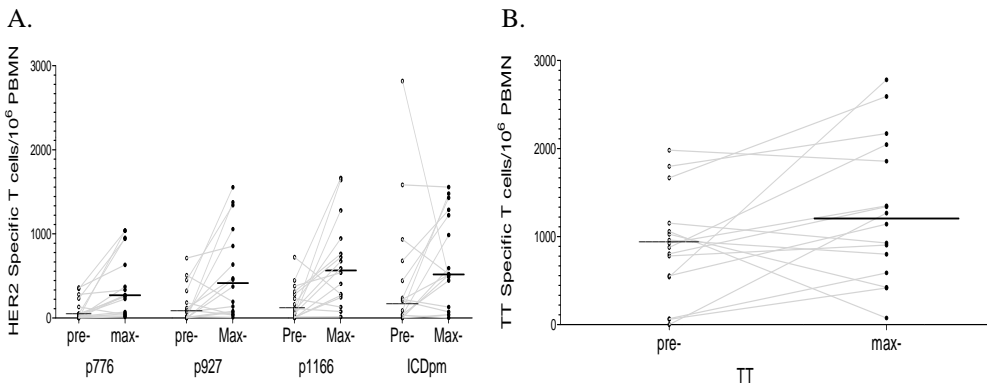 A.
HER2 Specific T cells/10⁶ PBMN
3000
2000
1000
0
pre- max- pre- Max- Pre- Max- Pre- Max-
p776 p927 p1166 ICDpm
B.
TT Specific T cells/10⁶ PBMN
3000
2000
1000
0
pre- max-
TT